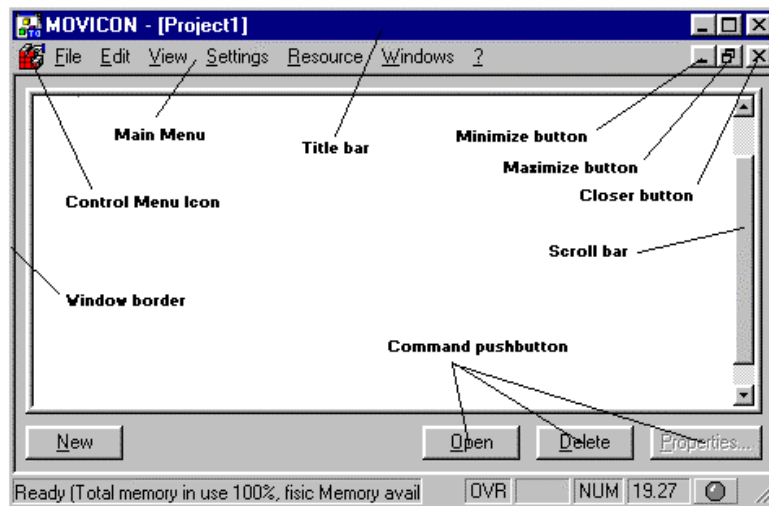 MOVICON - [Project1]
File Edit View Settings Resource Windows ?
Main Menu
Title bar
Minimize button
Maximize button
Closer button
Control Menu Icon
Scroll bar
Window border
Command pushbutton
New Open Delete Properties...
Ready (Total memory in use 100%, fisic Memory avail OVR NUM 19.27